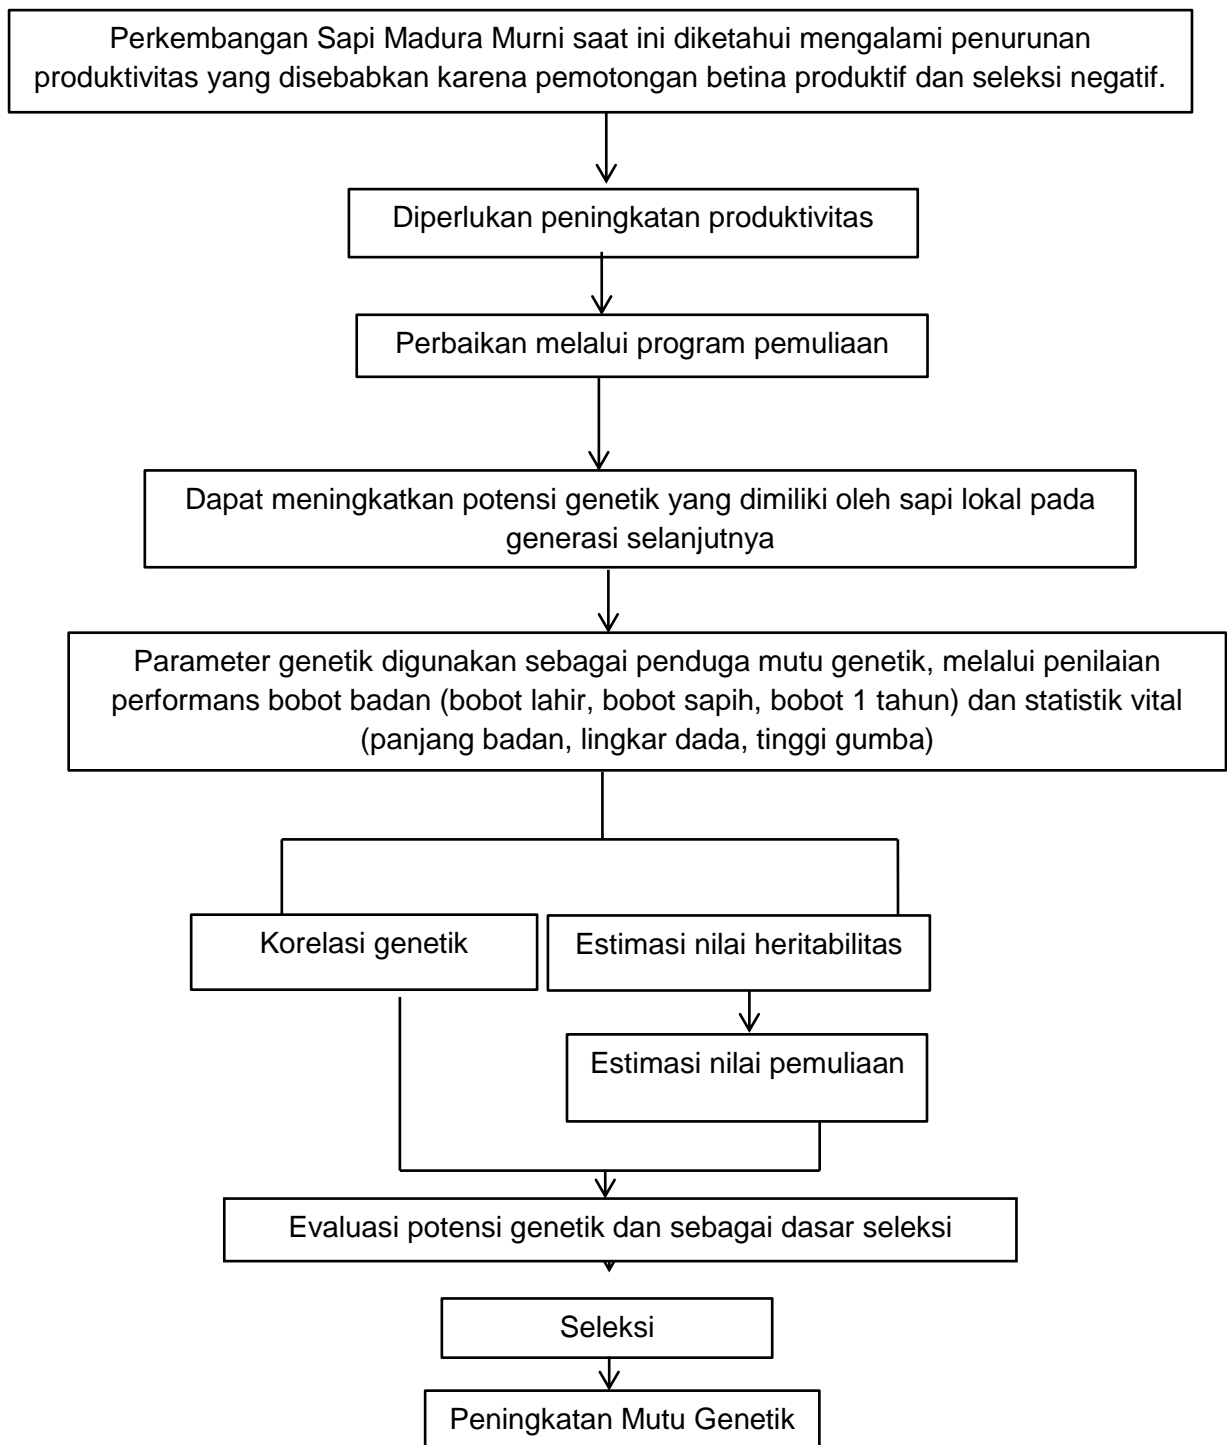 Perkembangan Sapi Madura Murni saat ini diketahui mengalami penurunan
produktivitas yang disebabkan karena pemotongan betina produktif dan seleksi negatif.
Diperlukan peningkatan produktivitas
Perbaikan melalui program pemuliaan
Dapat meningkatkan potensi genetik yang dimiliki oleh sapi lokal pada
generasi selanjutnya
Parameter genetik digunakan sebagai penduga mutu genetik, melalui penilaian
performans bobot badan (bobot lahir, bobot sapih, bobot 1 tahun) dan statistik vital
(panjang badan, lingkar dada, tinggi gumba)
Korelasi genetik
Estimasi nilai heritabilitas
Estimasi nilai pemuliaan
Evaluasi potensi genetik dan sebagai dasar seleksi
Seleksi
Peningkatan Mutu Genetik